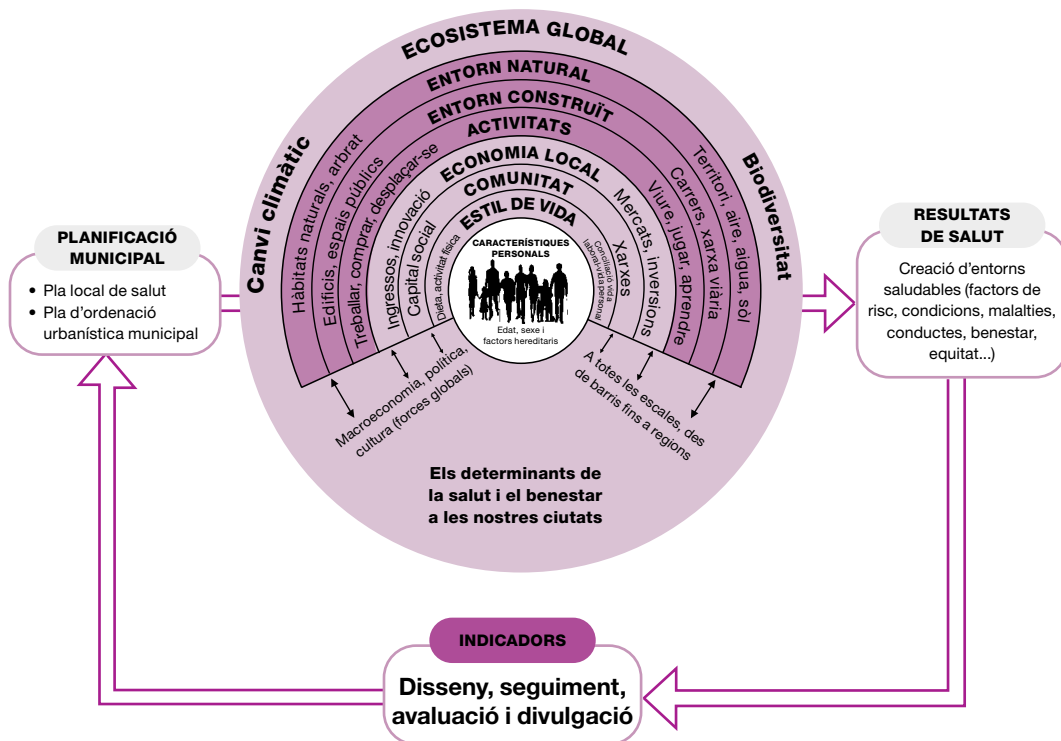 ECOSISTEMA GLOBAL
Canvi climàtic
Biodiversitat
ENTORN NATURAL
Hàbitats naturals, arbrat
Territori, aire, aigua, sòl
ENTORN CONSTRUÏT
Edificis, espais públics
Carrers, xarxa viària
ACTIVITATS
Treballar, comprar, desplaçar-se
Viure, jugar, aprendre
ECONOMIA LOCAL
Ingressos, innovació
Mercats, inversions
COMUNITAT
Capital social
Xarxes
ESTIL DE VIDA
Dieta, activitat física
Conciliació vida
laboral-vida personal
CARACTERÍSTIQUES
PERSONALS
Edat, sexe i
factors hereditaris
Macroeconomia, política,
cultura (forces globals)
A totes les escales, des
de barris fins a regions
Els determinants de
la salut i el benestar
a les nostres ciutats
PLANIFICACIÓ
MUNICIPAL
• Pla local de salut
• Pla d'ordenació
urbanística municipal
RESULTATS
DE SALUT
Creació d'entorns
saludables (factors de
risc, condicions, malalties,
conductes, benestar,
equitat...)
INDICADORS
Disseny, seguiment,
avaluació i divulgació